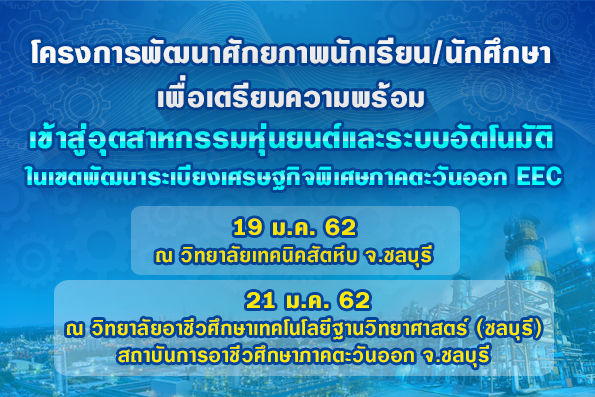 โครงการพัฒนาศักยภาพนักเรียน/นักศึกษา
เพื่อเตรียมความพร้อม
เข้าสู่อุตสาหกรรมหุ่นยนต์และระบบอัตโนมัติ
ในเขตพัฒนาระเบียงเศรษฐกิจพิเศษภาคตะวันออก EEC
19 ม.ค. 62
ณ วิทยาลัยเทคนิคสัตหีบ จ.ชลบุรี
21 ม.ค. 62
ณ วิทยาลัยอาชีวศึกษาเทคโนโลยีฐานวิทยาศาสตร์ (ชลบุรี)
สถาบันการอาชีวศึกษาภาคตะวันออก จ.ชลบุรี